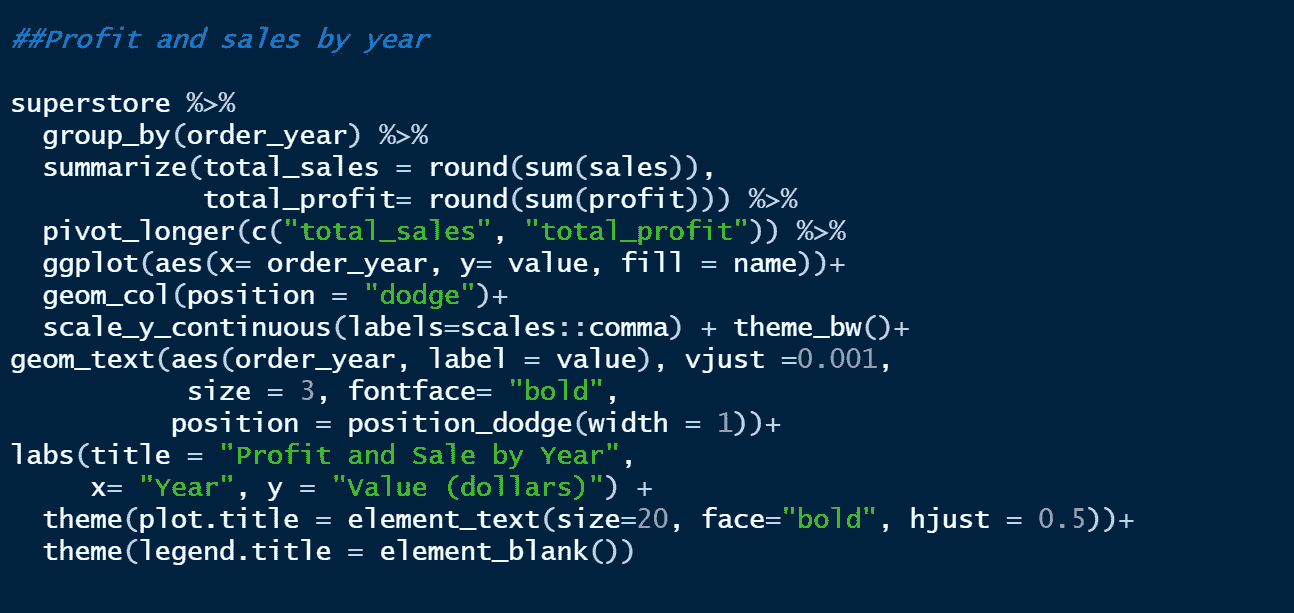 ##Profit and sales by year
superstore %>%
  group_by(order_year) %>%
  summarize(total_sales = round(sum(sales)),
            total_profit= round(sum(profit))) %>%
  pivot_longer(c("total_sales", "total_profit")) %>%
  ggplot(aes(x= order_year, y= value, fill = name))+
  geom_col(position = "dodge")+
  scale_y_continuous(labels=scales::comma) + theme_bw()+
geom_text(aes(order_year, label = value), vjust =0.001,
           size = 3, fontface= "bold",
          position = position_dodge(width = 1))+
labs(title = "Profit and Sale by Year",
     x= "Year", y = "Value (dollars)") +
  theme(plot.title = element_text(size=20, face="bold", hjust = 0.5))+
  theme(legend.title = element_blank())